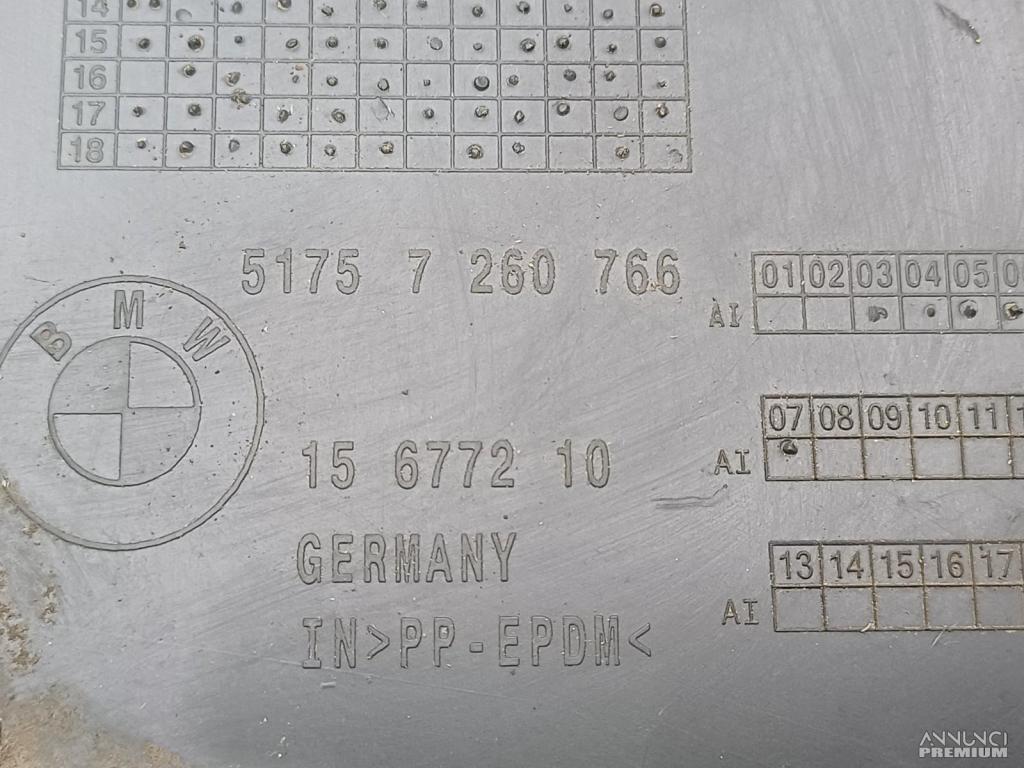 14
15
16
17
18
5175 7 260 766
BMW
AI 01 02 03 04 05
15 6772 10
AI 07 08 09 10 11
GERMANY
AI 13 14 15 16 17
IN>PP-EPDM<
ANNUNCI
PREMIUM